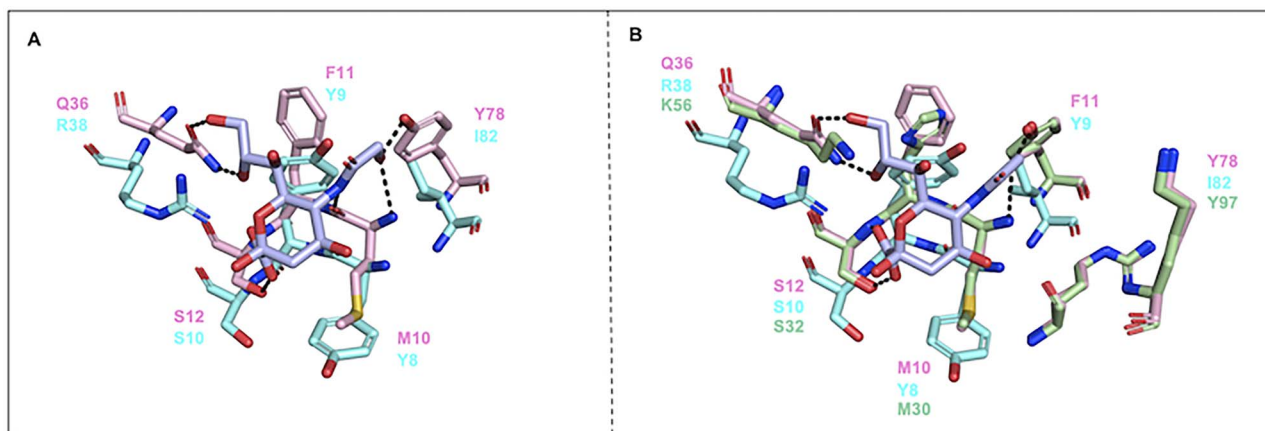 A
Q36
R38
F11
Y9
Y78
I82
S12
S10
M10
Y8
B
Q36
R38
K56
F11
Y9
Y78
I82
Y97
S12
S10
S32
M10
Y8
M30